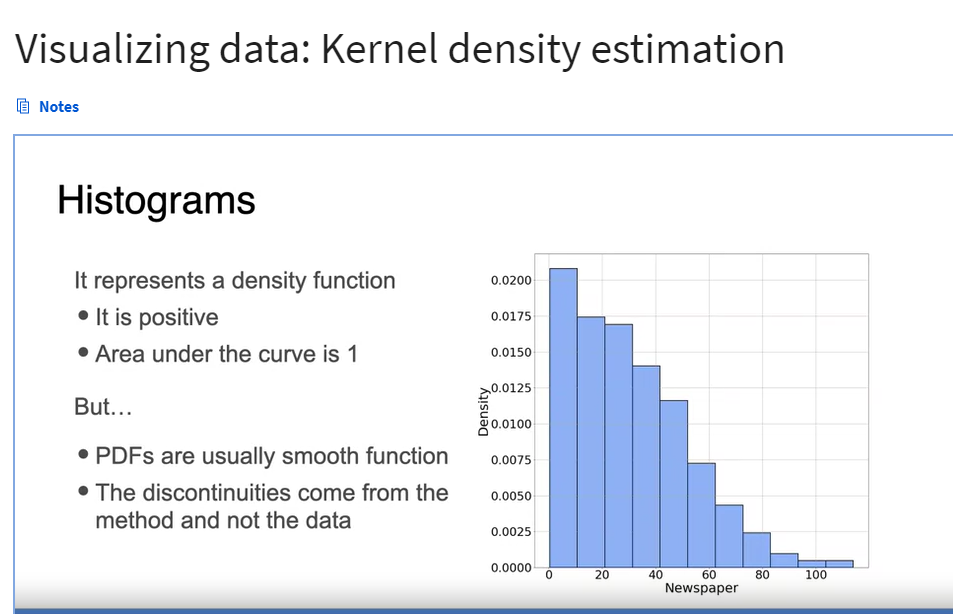 Visualizing data: Kernel density estimation
Notes
Histograms
It represents a density function
• It is positive
• Area under the curve is 1
But...
• PDFs are usually smooth function
• The discontinuities come from the
method and not the data
0.0200
0.0175
0.0150
0.0125
0.0100
0.0075
0.0050
0.0025
0.0000
Density
0 20 40 60 80 100
Newspaper